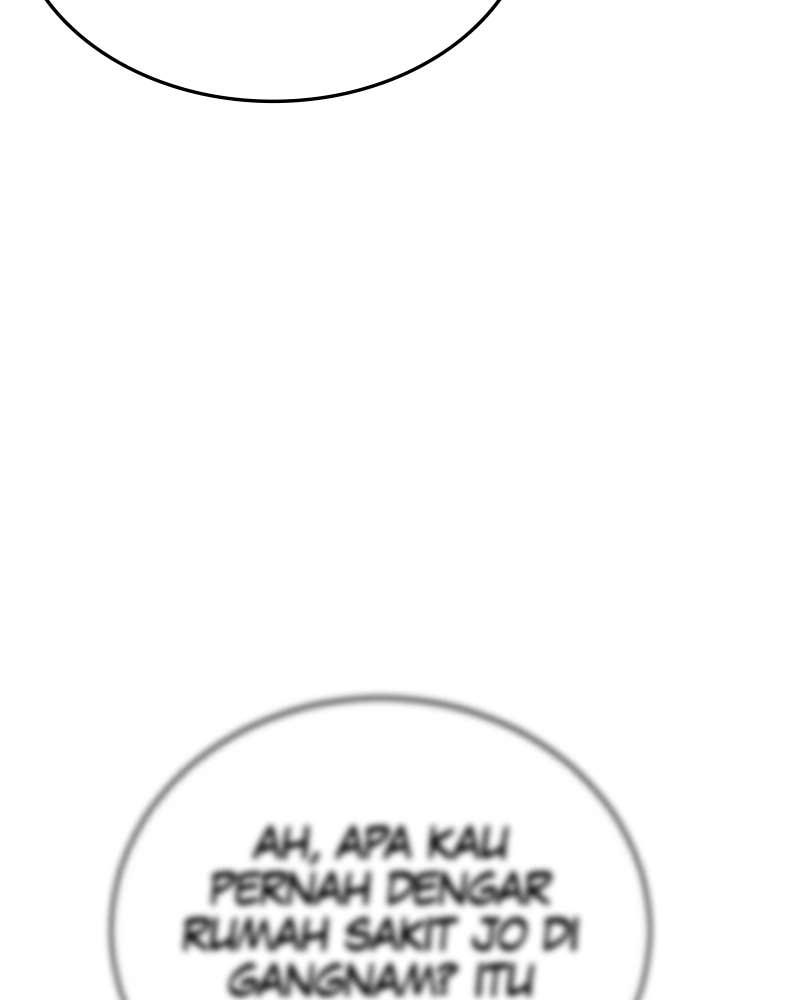 AH, APA KAU
PERNAH DENGAR
RUMAH SAKIT JO DI
GANGNAM? ITU